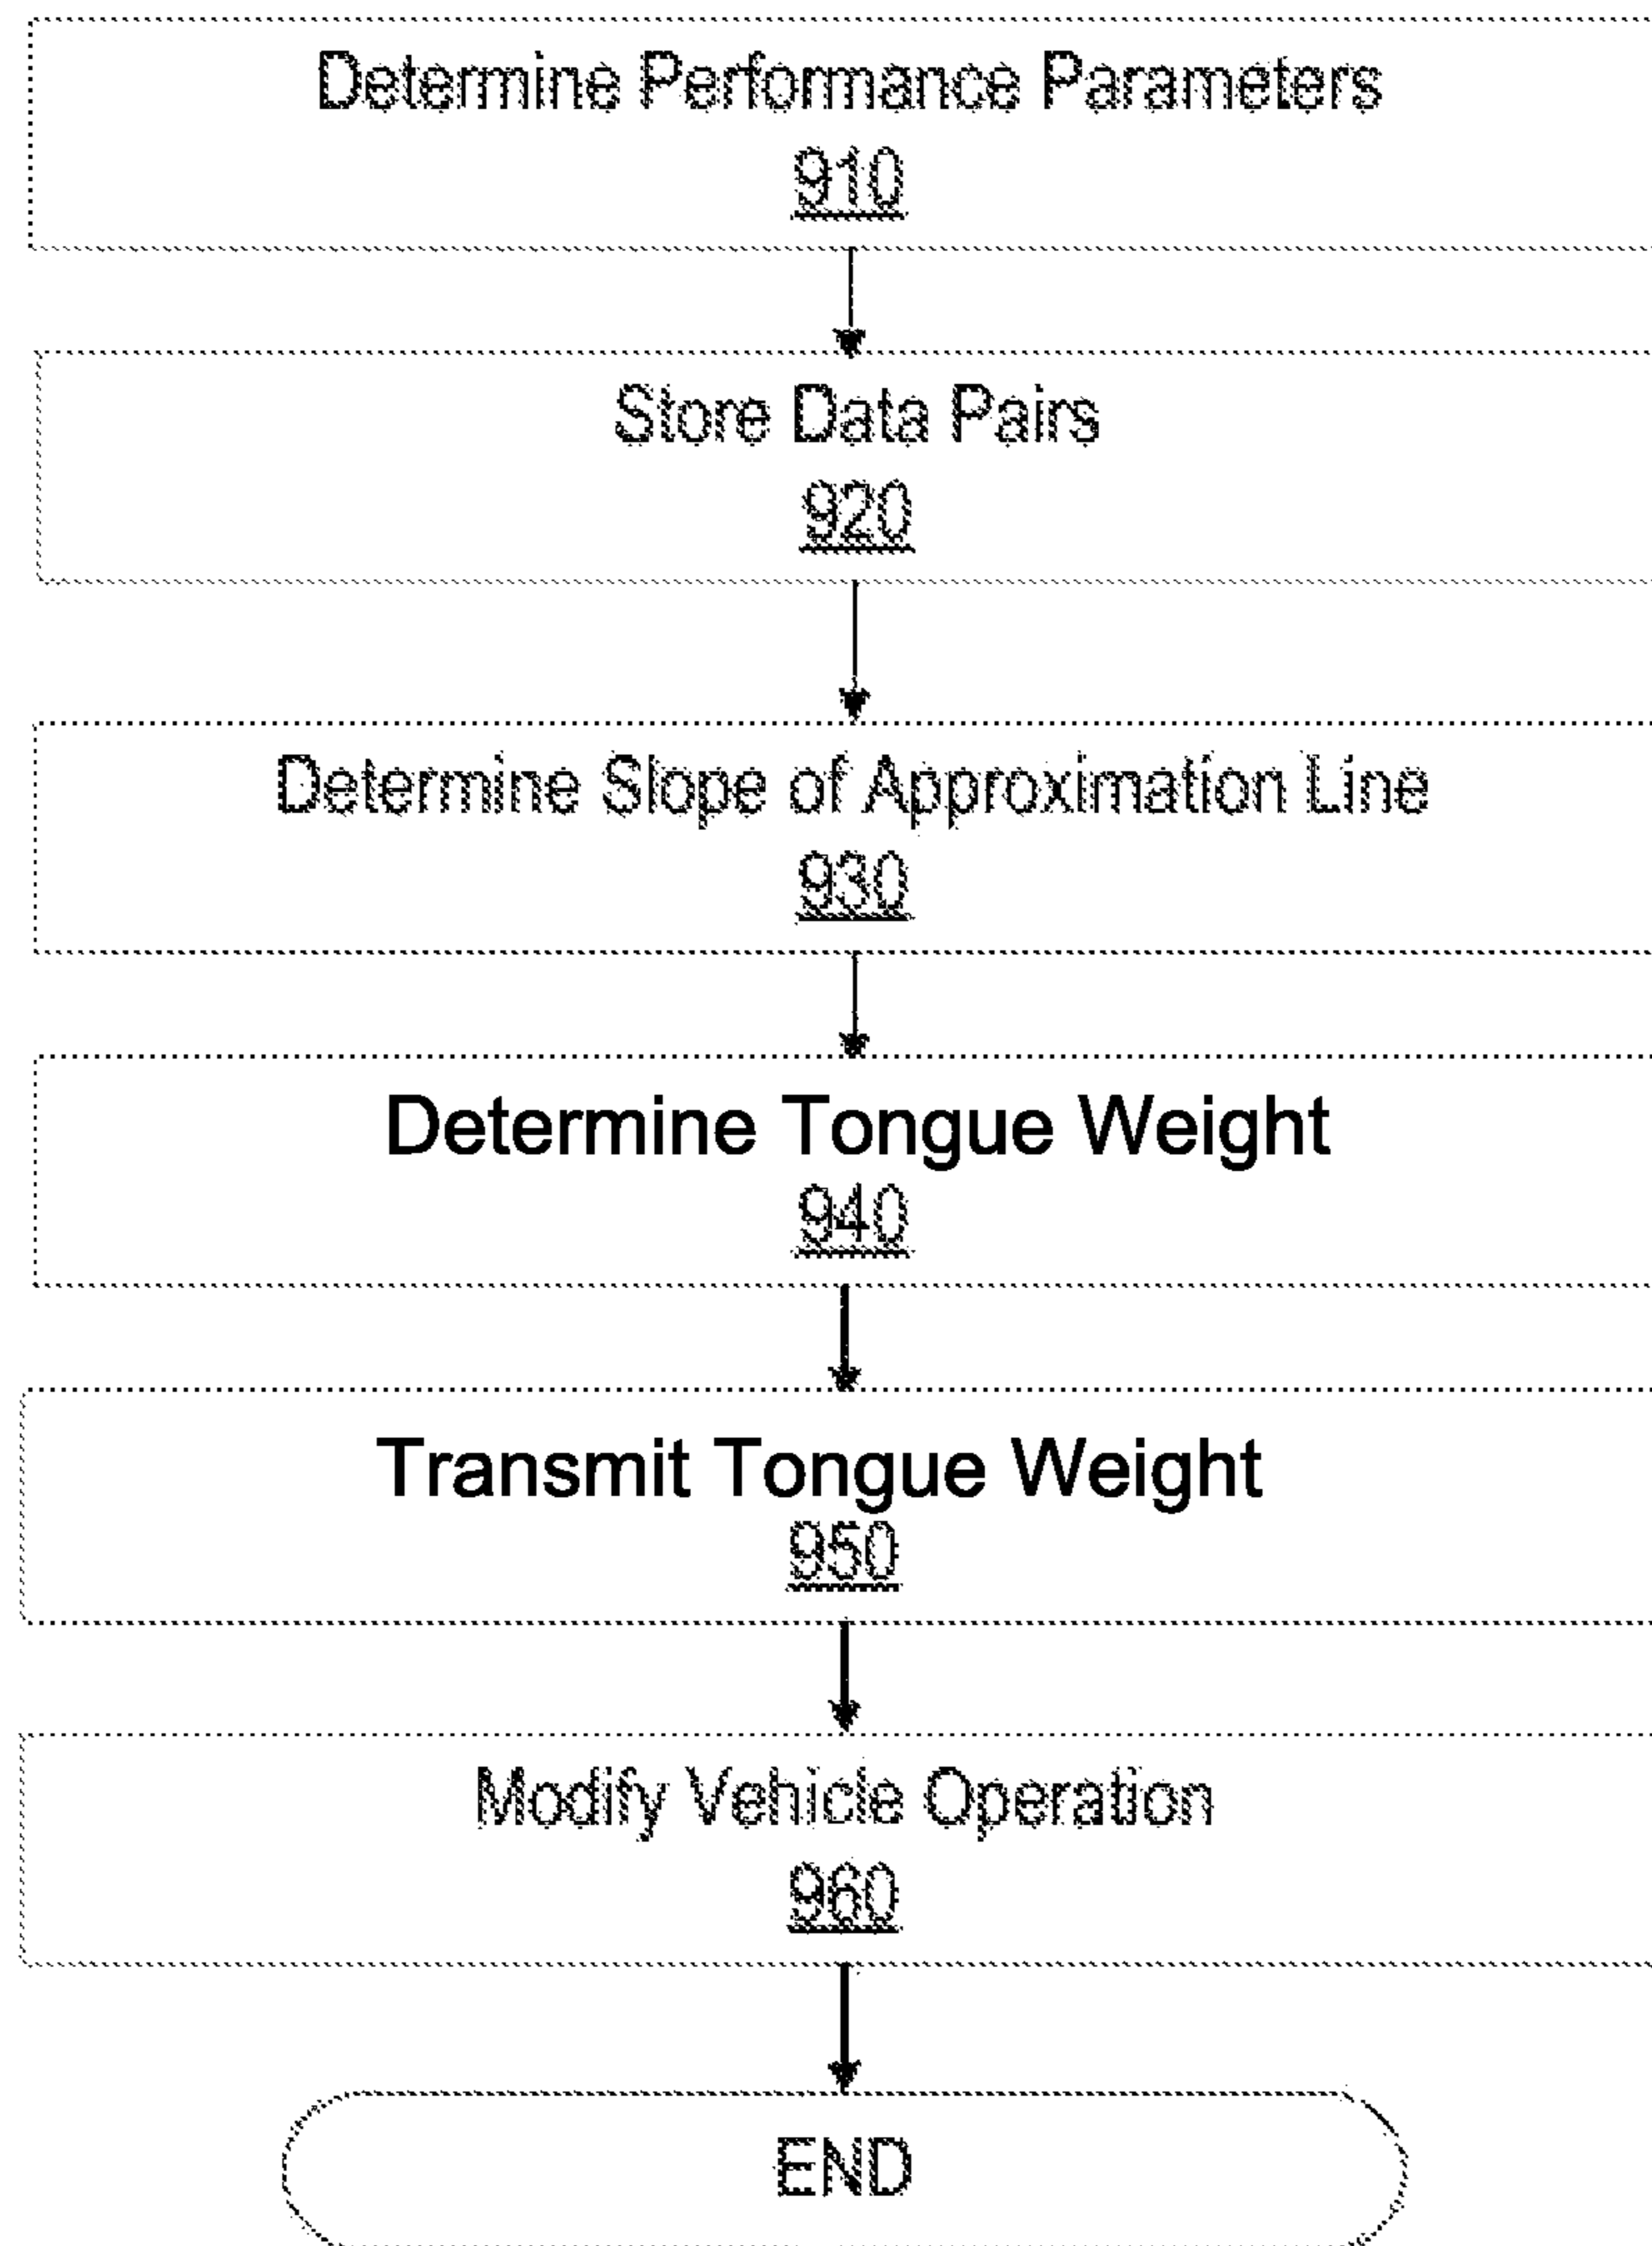 Determine Performance Parameters
910
Store Data Pairs
920
Determine Slope of Approximation Line
930
Determine Tongue Weight
940
Transmit Tongue Weight
950
Modify Vehicle Operation
960
END